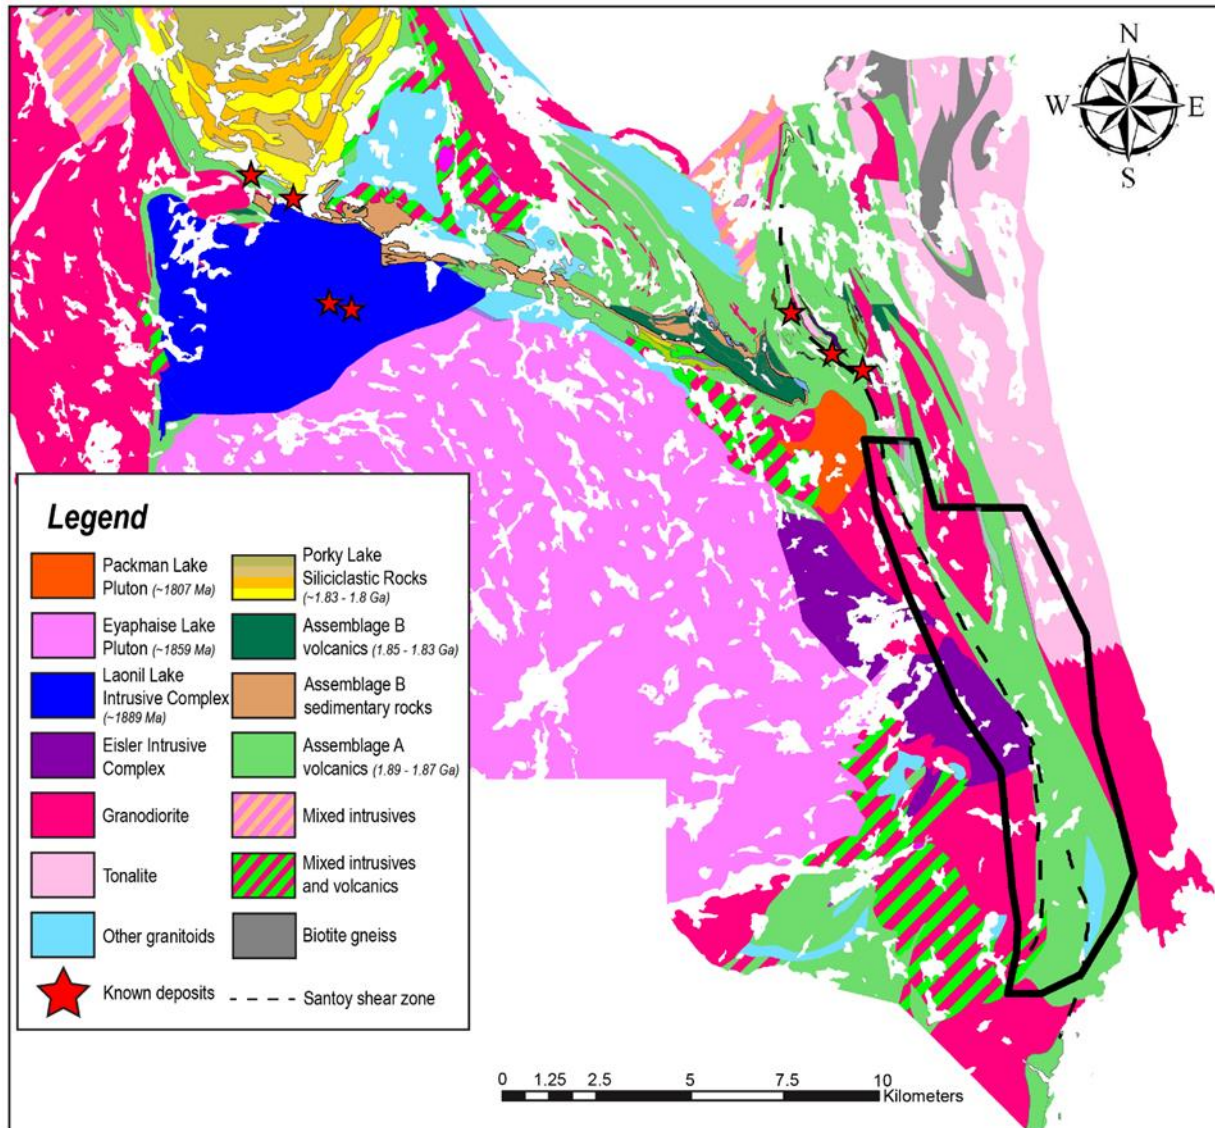 N
W E
S
Legend
Packman Lake
Pluton (~1807 Ma)
Eyaphaise Lake
Pluton (~1859 Ma)
Laonil Lake
Intrusive Complex
(~1889 Ma)
Eisler Intrusive
Complex
Granodiorite
Tonalite
Other granitoids
Known deposits
Porky Lake
Siliciclastic Rocks
(~1.83 - 1.8 Ga)
Assemblage B
volcanics (1.85 - 1.83 Ga)
Assemblage B
sedimentary rocks
Assemblage A
volcanics (1.89 - 1.87 Ga)
Mixed intrusives
Mixed intrusives
and volcanics
Biotite gneiss
Santoy shear zone
0 1.25 2.5 5 7.5 10
Kilometers